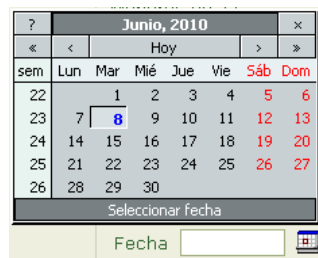 ? Junio, 2010 ×
« ‹ Hoy › »
sem Lun Mar Mié Jue Vie Sáb Dom
22 1 2 3 4 5 6
23 7 8 9 10 11 12 13
24 14 15 16 17 18 19 20
25 21 22 23 24 25 26 27
26 28 29 30
Seleccionar fecha
Fecha